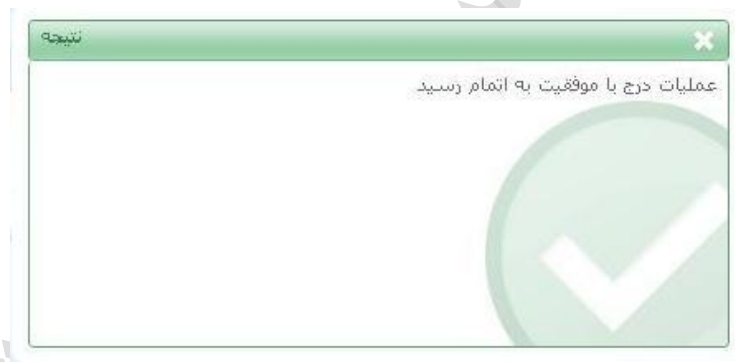 نتیجه
عملیات درج با موفقیت به اتمام رسید